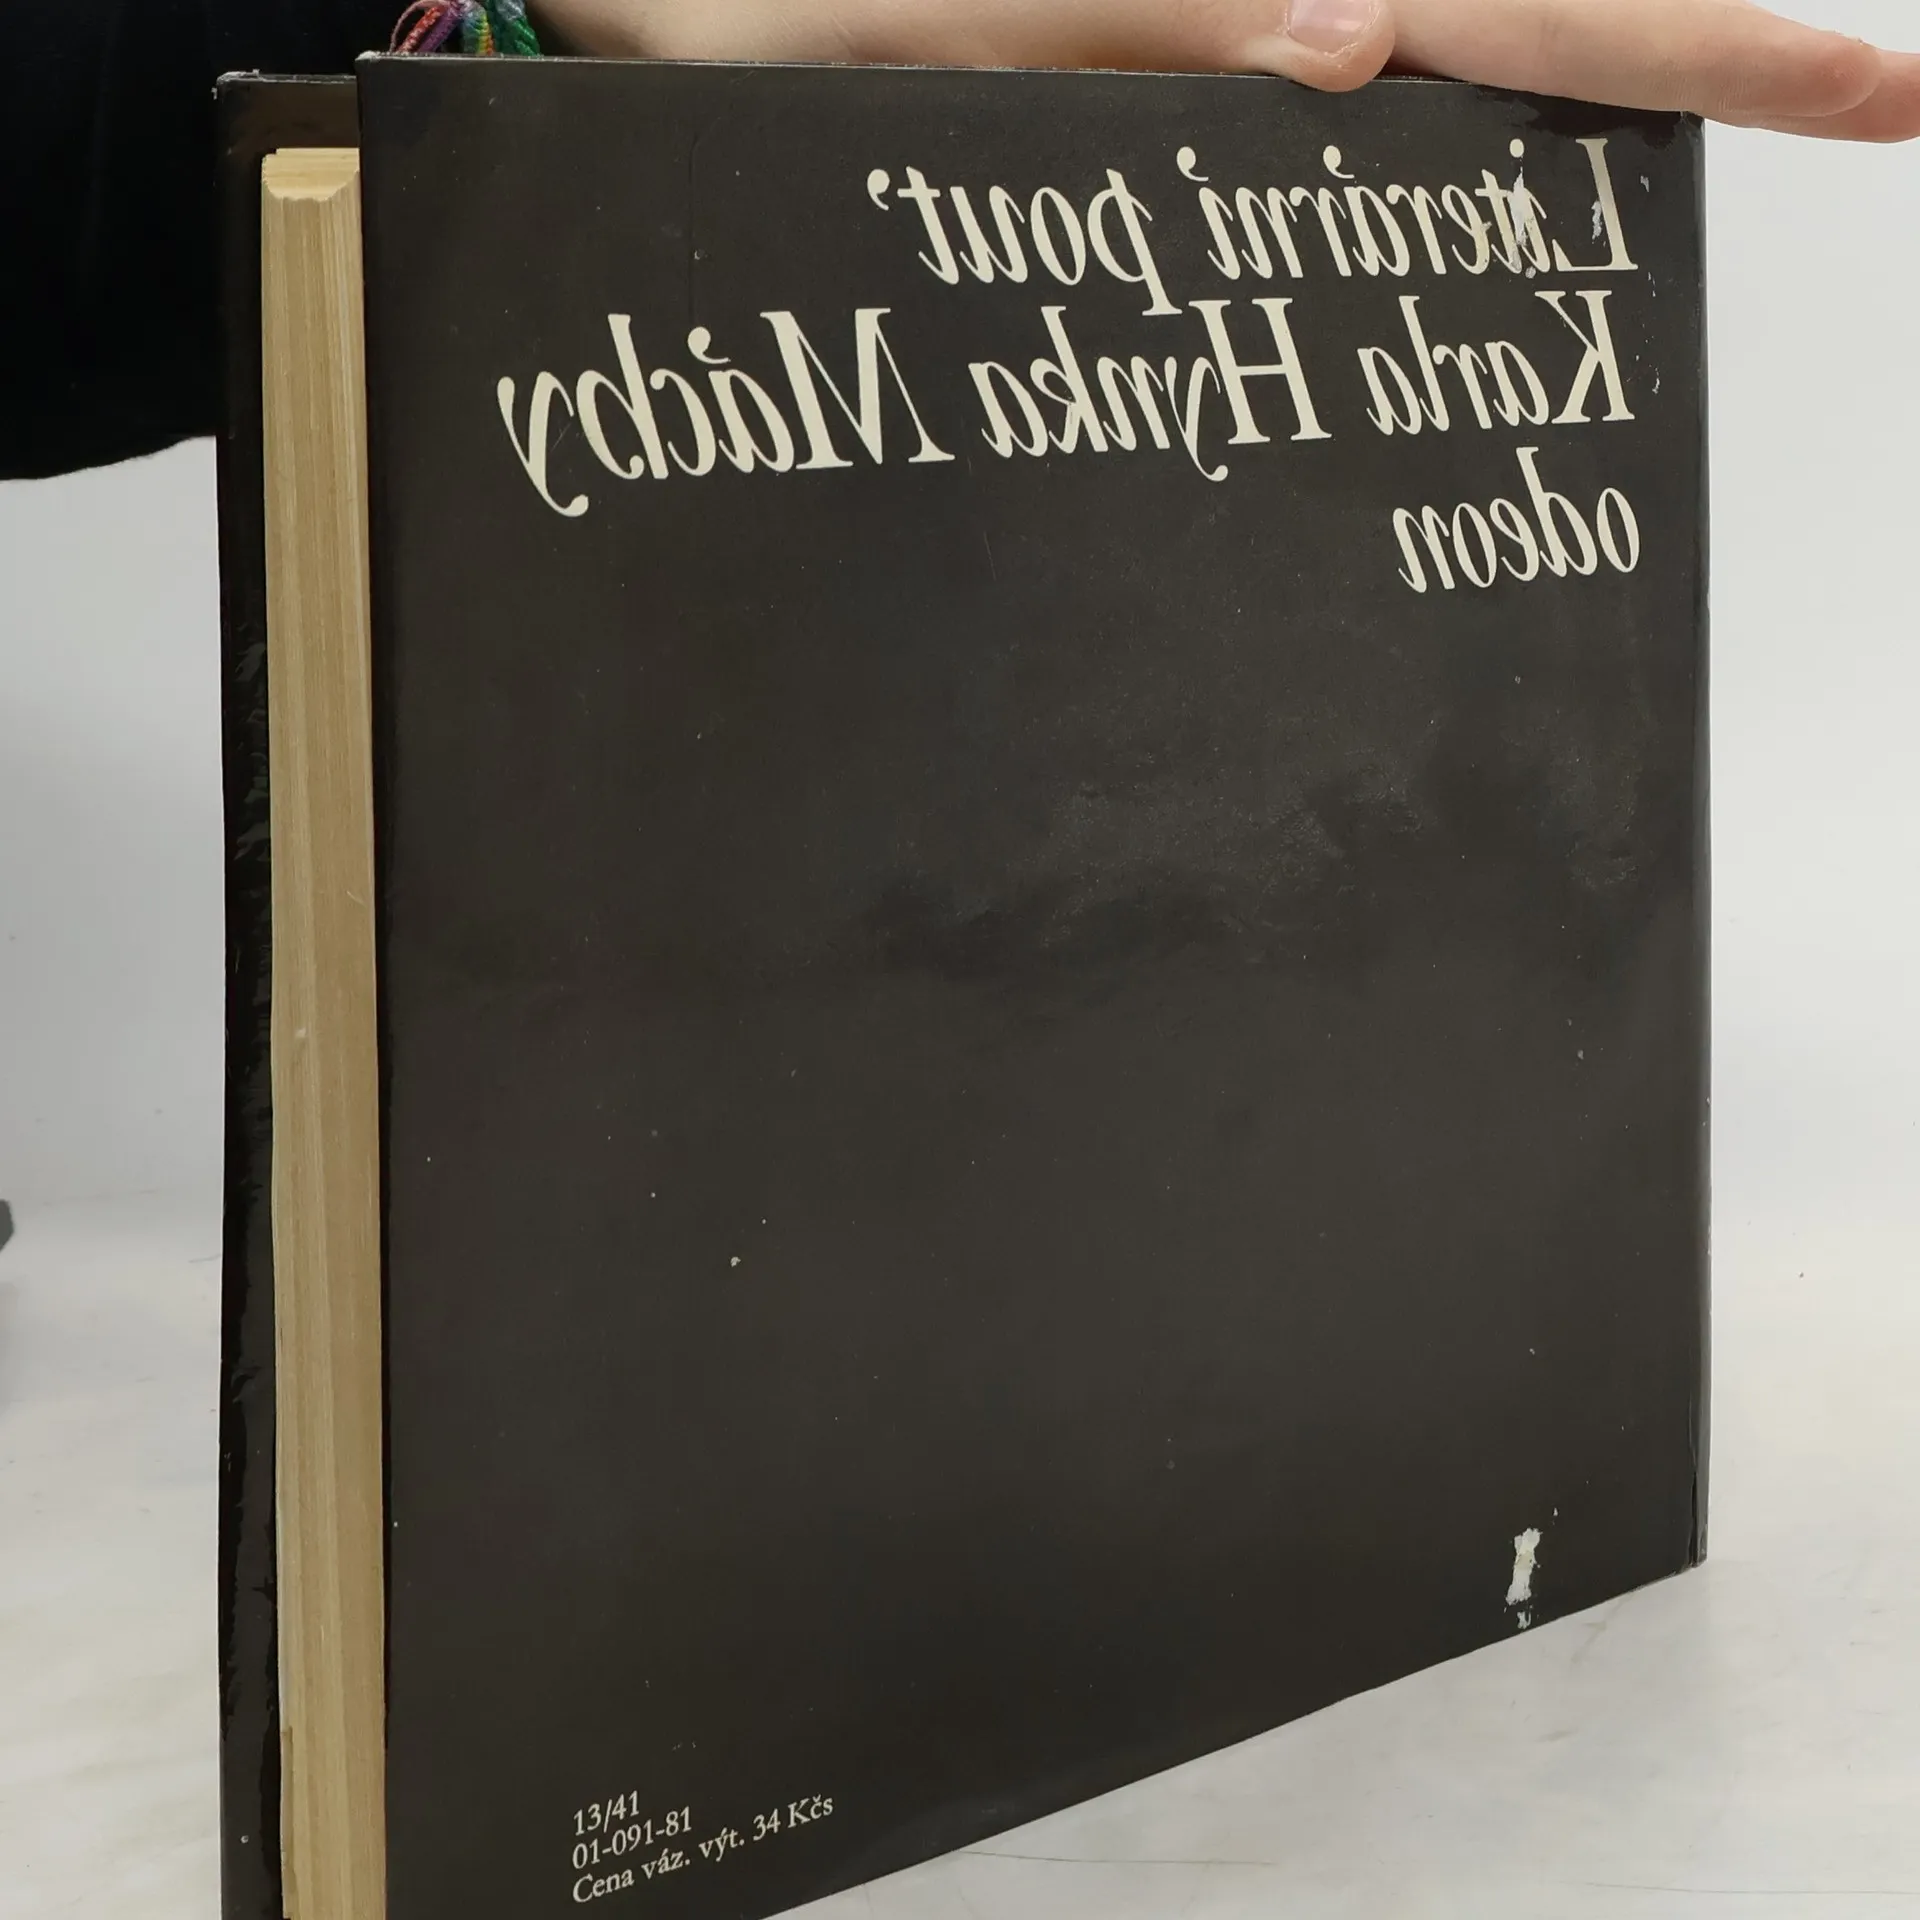 Literární pouť
Karla Hynka Máchy
odeon
13/41
01-091-81
Cena váz. výt. 34 Kčs